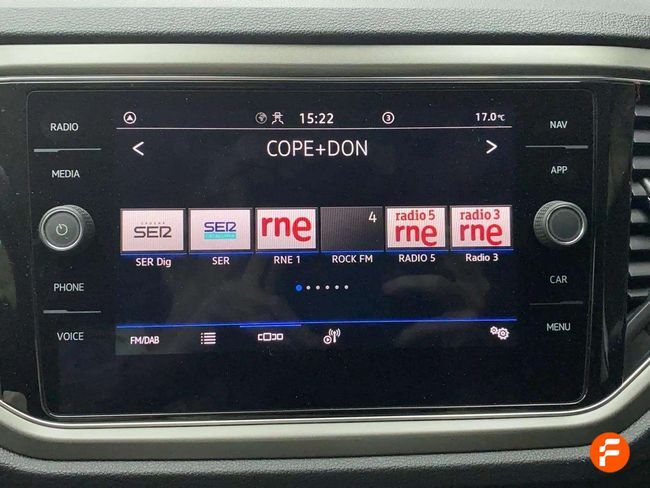 RADIO
MEDIA
PHONE
VOICE
15:22
3
17.0°C
< COPE+DON >
CADENA
SER
SER
CATALUNYA
rne
4
radio 5
rne
radio 3
rne
SER Dig
SER
RNE 1
ROCK FM
RADIO 5
Radio 3
FM/DAB
NAV
APP
CAR
MENU